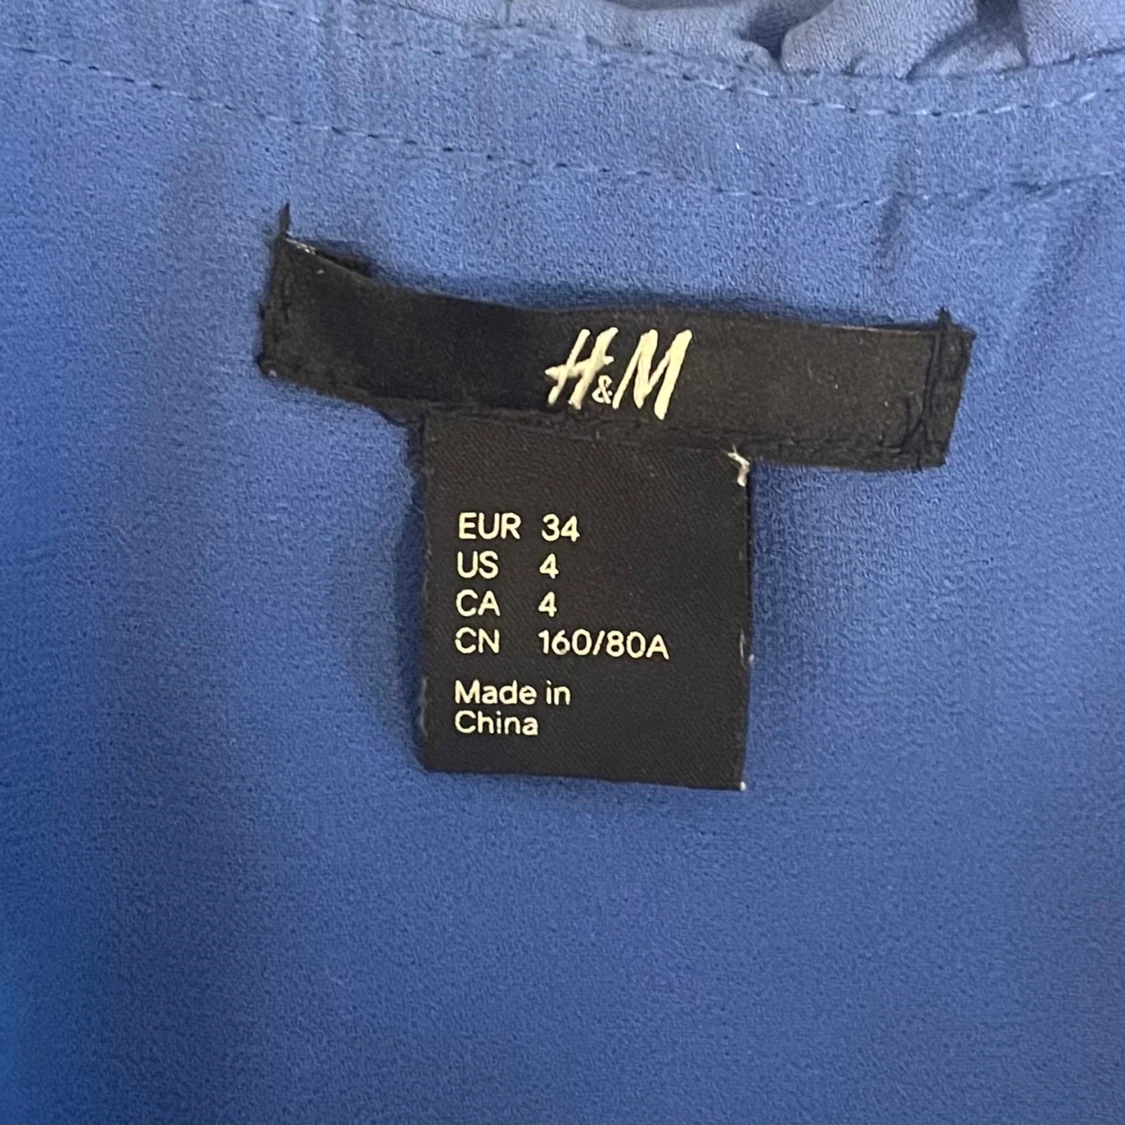 H&M
EUR 34
US 4
CA 4
CN 160/80A
Made in
China